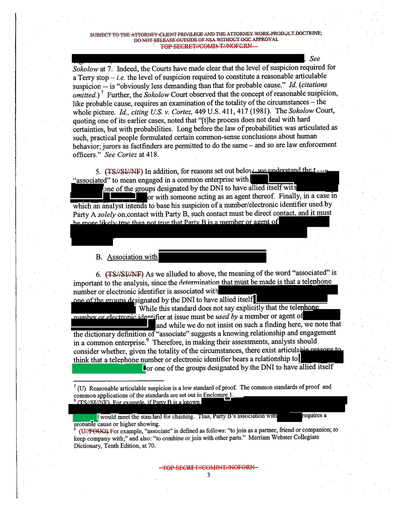 SUBJECT TO THE ATTORNEY-CLIENT PRIVILEGE AND THE ATTORNEY WORK PRODUCT DOCTRINE;
DO NOT RELEASE OUTSIDE OF NSA WITHOUT OGC APPROVAL
TOP SECRET//COMINT//NOFORN
See
Sokolow at 7. Indeed, the Courts have made clear that the level of suspicion required for
a Terry stop – i.e. the level of suspicion required to constitute a reasonable articulable
suspicion -- is "obviously less demanding than that for probable cause." Id. (citations
omitted.)7 Further, the Sokolow Court observed that the concept of reasonable suspicion,
like probable cause, requires an examination of the totality of the circumstances – the
whole picture. Id., citing U.S. v. Cortez, 449 U.S. 411, 417 (1981). The Sokolow Court,
quoting one of its earlier cases, noted that "[t]he process does not deal with hard
certainties, but with probabilities. Long before the law of probabilities was articulated as
such, practical people formulated certain common-sense conclusions about human
behavior; jurors as factfinders are permitted to do the same – and so are law enforcement
officers." See Cortez at 418.
5. (TS//SI//NF) In addition, for reasons set out below, we understand the
"associated" to mean engaged in a common enterprise with
one of the groups designated by the DNI to have allied itself with
or with someone acting as an agent thereof. Finally, in a case in
which an analyst intends to base his suspicion of a number/electronic identifier used by
Party A solely on contact with Party B, such contact must be direct contact, and it must
be more likely true than not true that Party B is a member or agent of
B. Association with
6. (TS//SI//NF) As we alluded to above, the meaning of the word "associated" is
important to the analysis, since the determination that must be made is that a telephone
number or electronic identifier is associated with
one of the groups designated by the DNI to have allied itself
While this standard does not say explicitly that the telephone
number or electronic identifier at issue must be used by a member or agent of
and while we do not insist on such a finding here, we note that
the dictionary definition of "associate" suggests a knowing relationship and engagement
in a common enterprise.9 Therefore, in making their assessments, analysts should
consider whether, given the totality of the circumstances, there exist articulable reasons to
think that a telephone number or electronic identifier bears a relationship to
or one of the groups designated by the DNI to have allied itself
7 (U) Reasonable articulable suspicion is a low standard of proof. The common standards of proof and
common applications of the standards are set out in Enclosure 1.
8 (TS//SI//NF) For example, if Party B is a known
would meet the standard for chaining. Thus, Party B's association with requires a
probable cause or higher showing.
9 (U//FOUO) For example, "associate" is defined as follows: "to join as a partner, friend or companion; to
keep company with;" and also: "to combine or join with other parts." Merriam Webster Collegiate
Dictionary, Tenth Edition, at 70.
TOP SECRET//COMINT//NOFORN
3